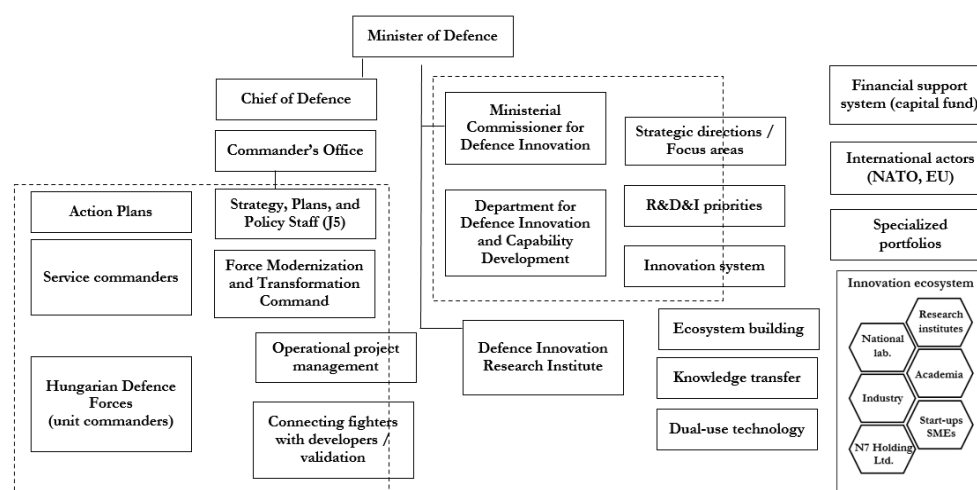 Minister of Defence
Chief of Defence
Commander's Office
Action Plans
Strategy, Plans, and
Policy Staff (J5)
Service commanders
Force Modernization
and Transformation
Command
Operational project
management
Hungarian Defence
Forces
(unit commanders)
Connecting fighters
with developers /
validation
Ministerial
Commissioner for
Defence Innovation
Strategic directions /
Focus areas
Department for
Defence Innovation
and Capability
Development
R&D&I priorities
Innovation system
Defence Innovation
Research Institute
Ecosystem building
Knowledge transfer
Dual-use technology
Financial support
system (capital fund)
International actors
(NATO, EU)
Specialized
portfolios
Innovation ecosystem
Research
institutes
National
lab.
Academia
Industry
Start-ups
SMEs
N7 Holding
Ltd.